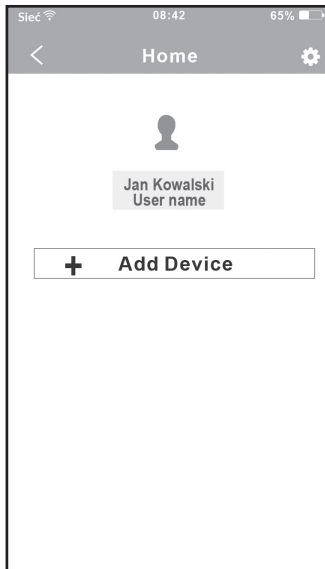 Sieć 08:42 65%
Home
Jan Kowalski
User name
+ Add Device